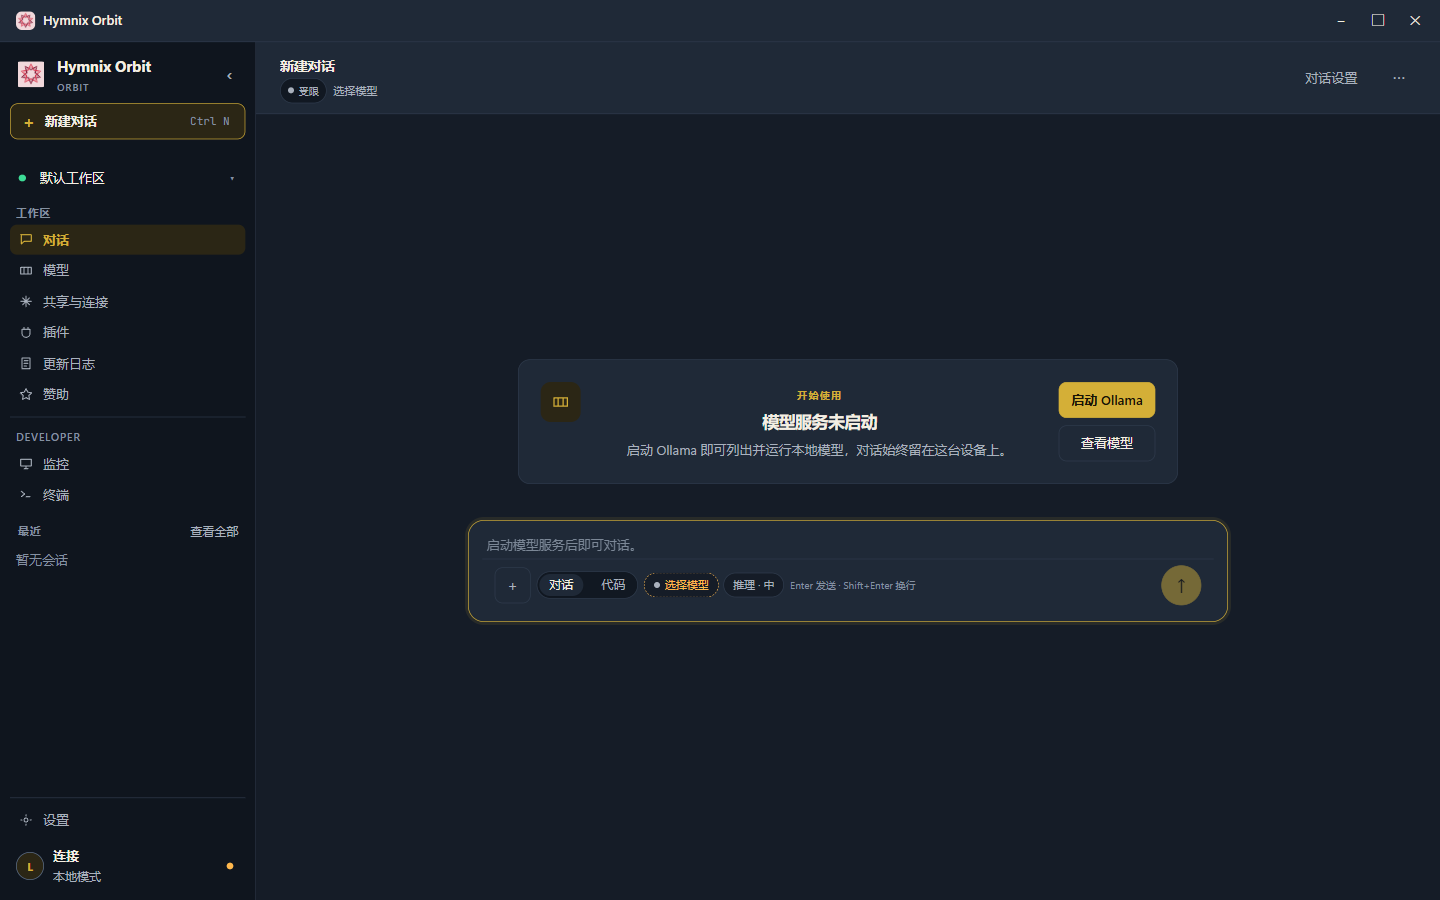 Hymnix Orbit
Hymnix Orbit
ORBIT
+ 新建对话 Ctrl N
默认工作区
工作区
对话
模型
共享与连接
插件
更新日志
赞助
DEVELOPER
监控
终端
最近 查看全部
暂无会话
设置
L
连接
本地模式
新建对话
受限 选择模型
对话设置 ···
开始使用
模型服务未启动
启动 Ollama 即可列出并运行本地模型，对话始终留在这台设备上。
启动 Ollama
查看模型
启动模型服务后即可对话。
+ 对话 代码 选择模型 推理 · 中 Enter 发送 · Shift+Enter 换行